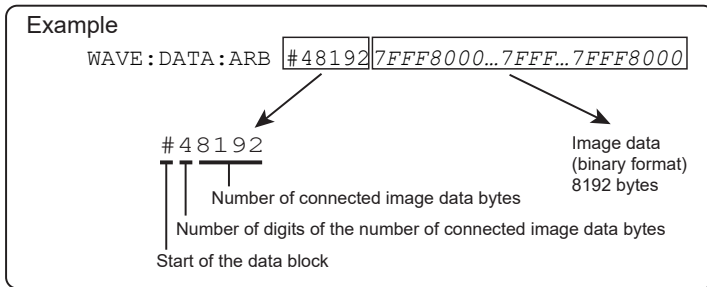 Example
WAVE:DATA:ARB #48192 7FFF8000…7FFF…7FFF8000
#48192
Image data
(binary format)
8192 bytes
Number of connected image data bytes
Number of digits of the number of connected image data bytes
Start of the data block